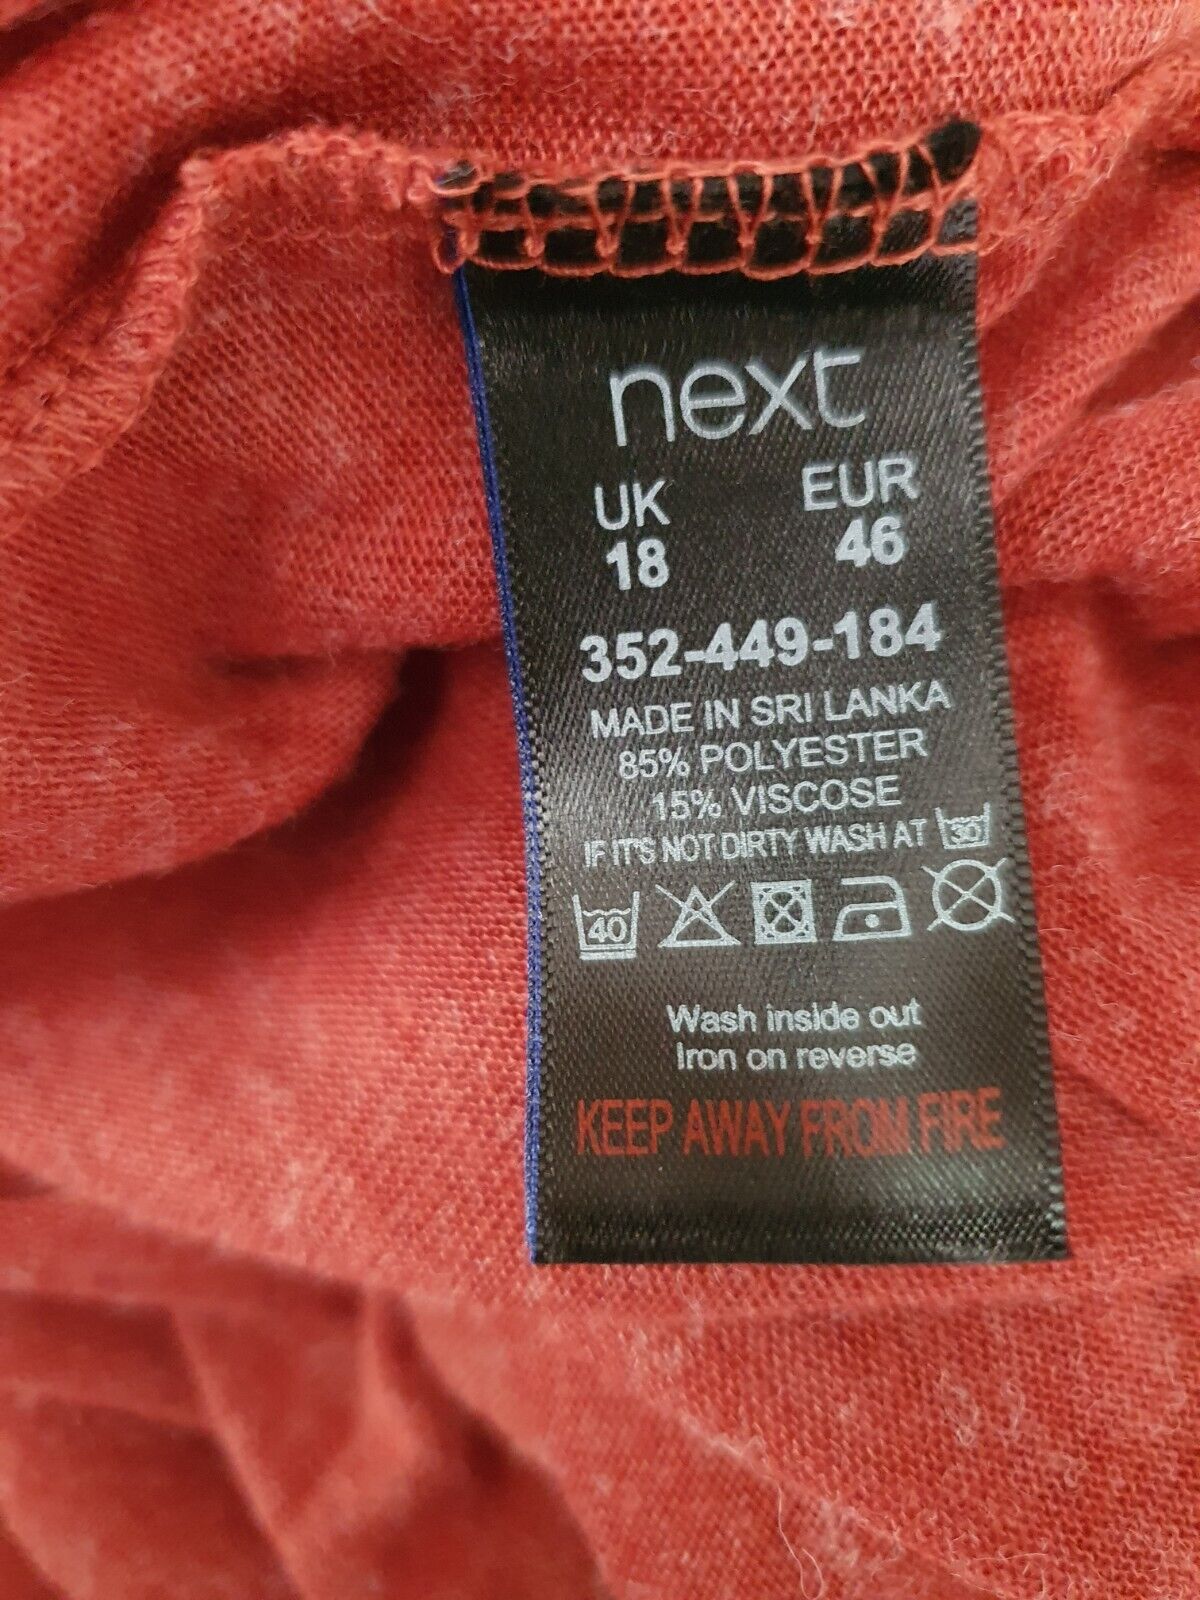 next
UK EUR
18 46
352-449-184
MADE IN SRI LANKA
85% POLYESTER
15% VISCOSE
IF IT'S NOT DIRTY WASH AT 30
40
Wash inside out
Iron on reverse
KEEP AWAY FROM FIRE